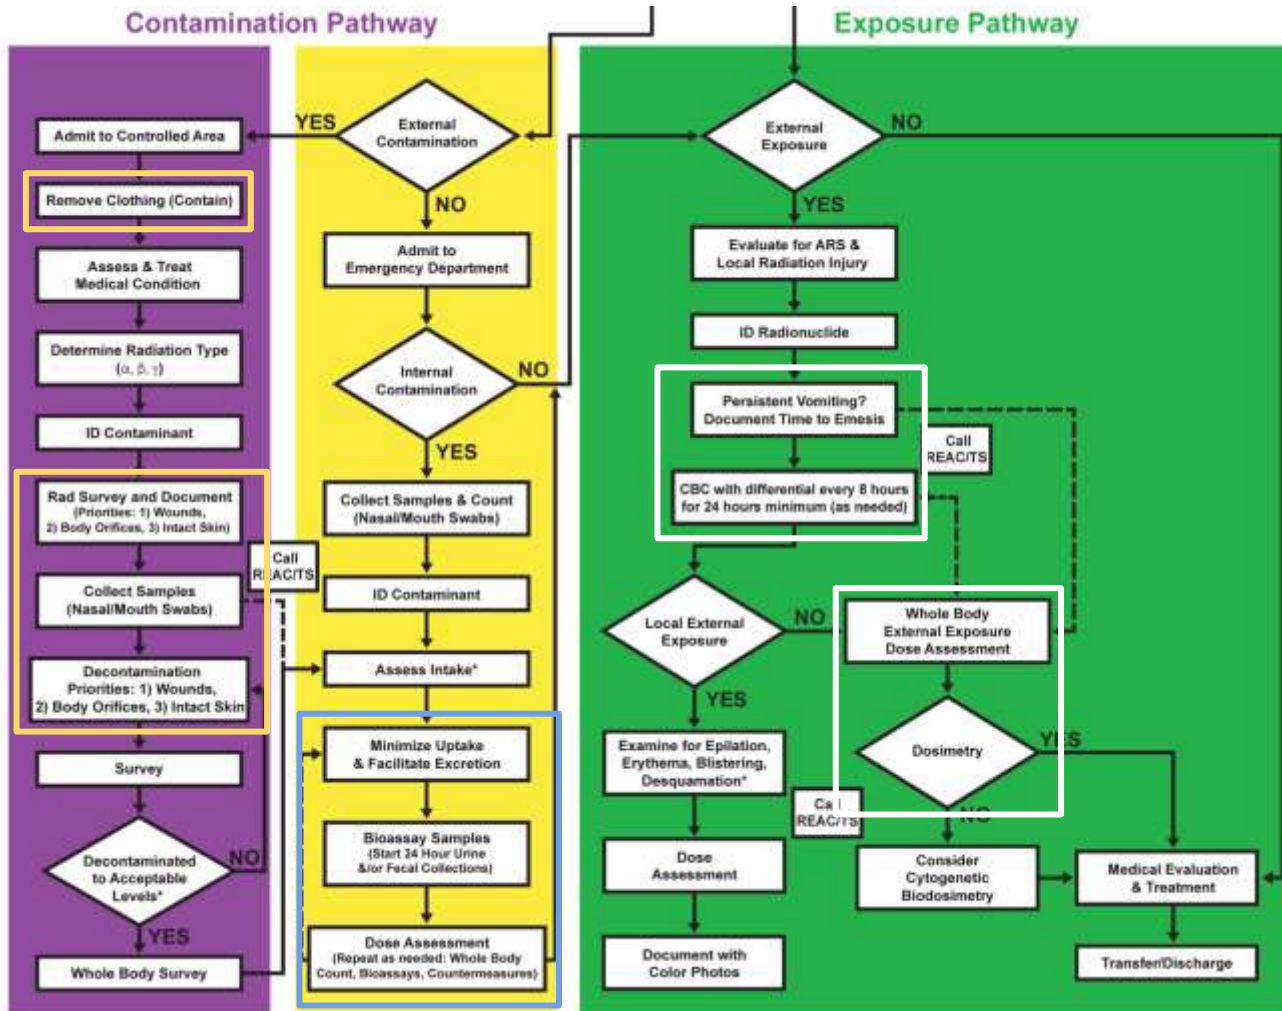 Contamination Pathway
Exposure Pathway
Admit to Controlled Area
Remove Clothing (Contain)
Assess & Treat
Medical Condition
Determine Radiation Type
(α, β, γ)
ID Contaminant
Rad Survey and Document
(Priorities: 1) Wounds,
2) Body Orifices, 3) Intact Skin)
Collect Samples
(Nasal/Mouth Swabs)
Decontamination
Priorities: 1) Wounds,
2) Body Orifices, 3) Intact Skin
Survey
Decontaminated
to Acceptable
Levels*
NO
YES
Whole Body Survey
Call
REAC/TS
YES
External
Contamination
NO
Admit to
Emergency Department
Internal
Contamination
NO
YES
Collect Samples & Count
(Nasal/Mouth Swabs)
ID Contaminant
Assess Intake*
Minimize Uptake
& Facilitate Excretion
Bioassay Samples
(Start 24 Hour Urine
&/or Fecal Collections)
Dose Assessment
(Repeat as needed: Whole Body
Count, Bioassays, Countermeasures)
External
Exposure
NO
YES
Evaluate for ARS &
Local Radiation Injury
ID Radionuclide
Persistent Vomiting?
Document Time to Emesis
Call
REAC/TS
CBC with differential every 8 hours
for 24 hours minimum (as needed)
Local External
Exposure
NO
YES
Whole Body
External Exposure
Dose Assessment
Examine for Epilation,
Erythema, Blistering,
Desquamation*
Dosimetry
YES
NO
Call
REAC/TS
Dose
Assessment
Consider
Cytogenetic
Biodosimetry
Medical Evaluation
& Treatment
Document with
Color Photos
Transfer/Discharge